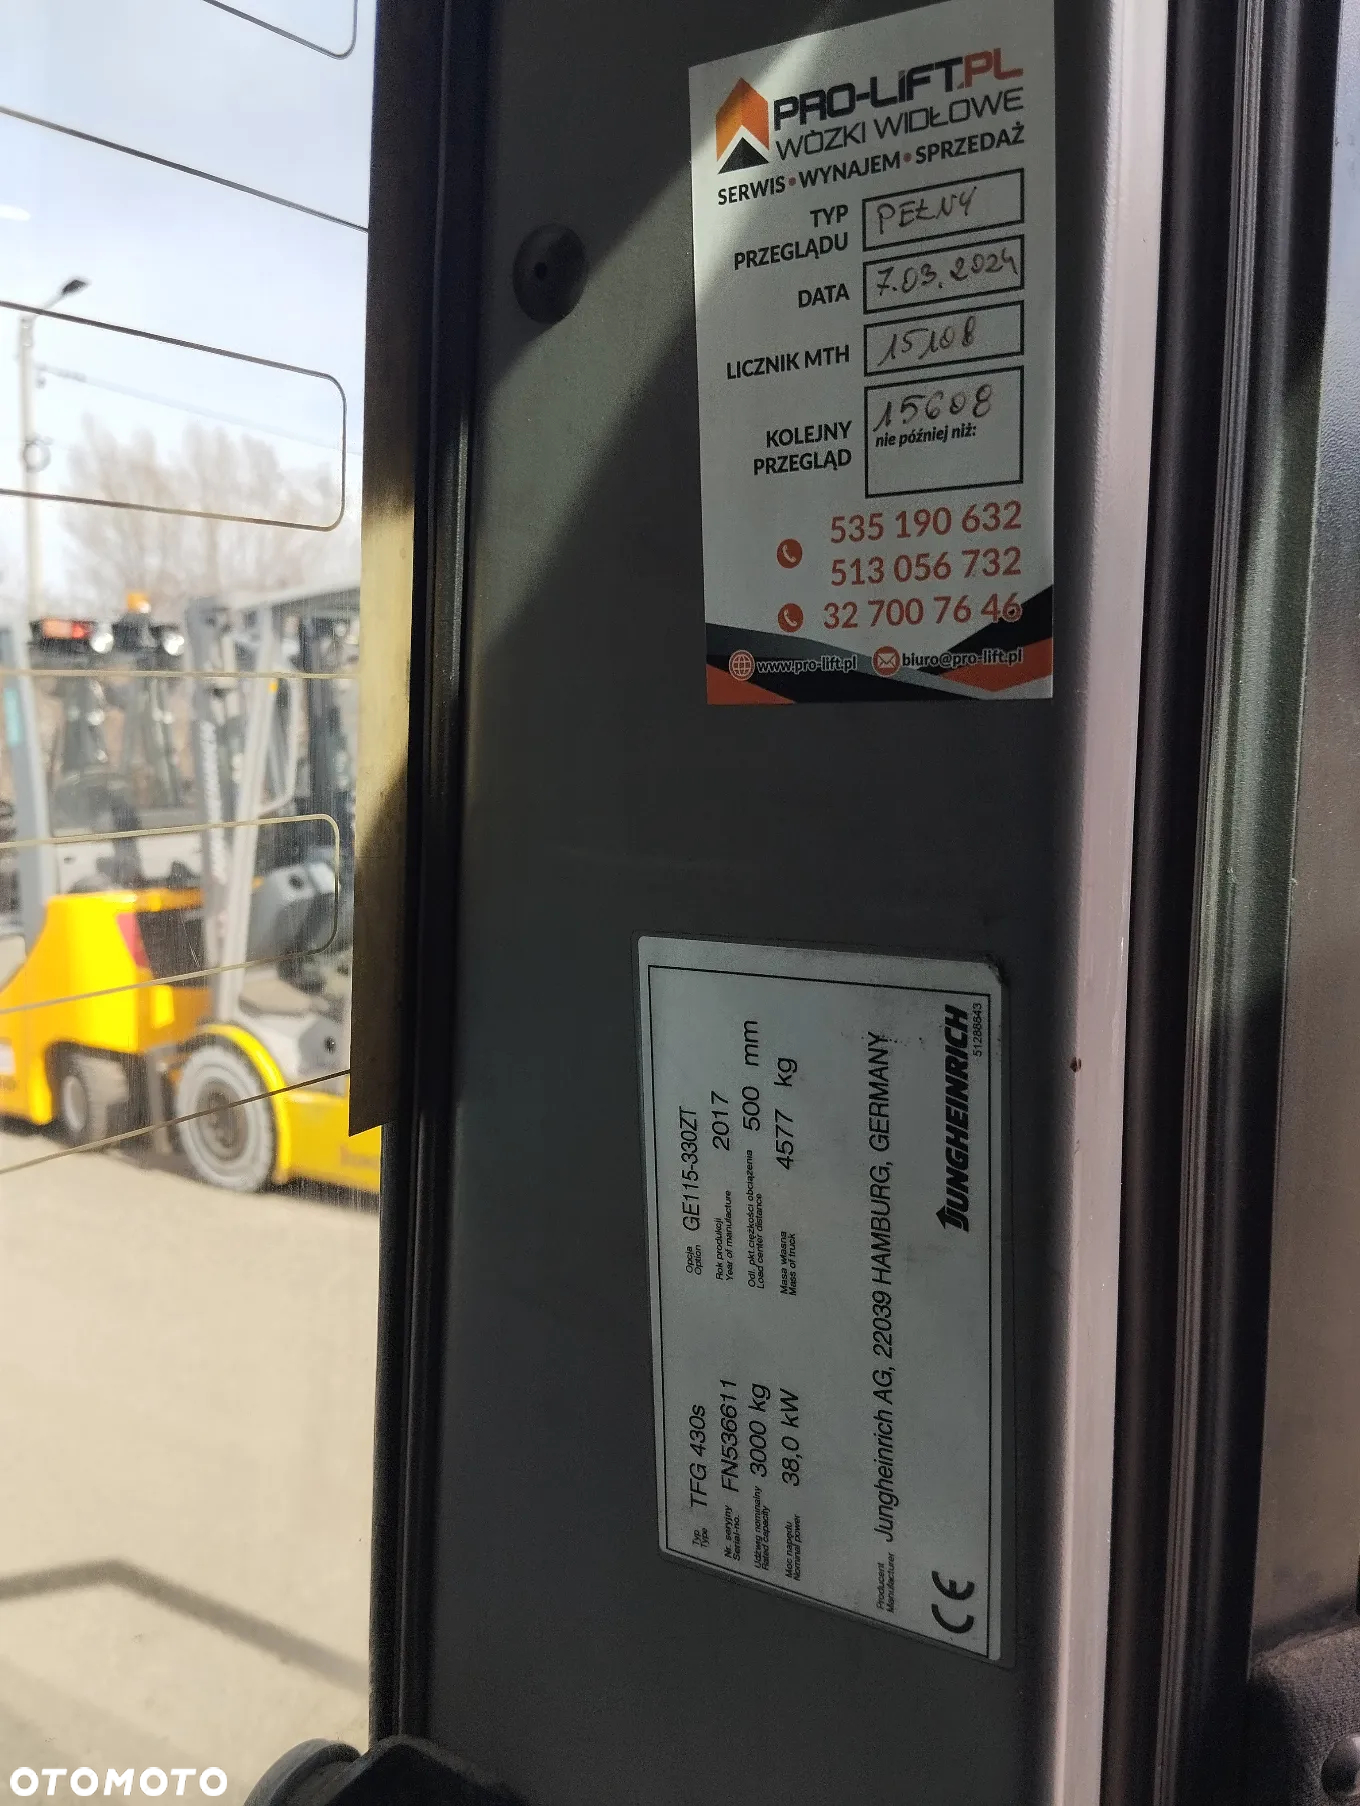 PRO-LIFT.PL
WÓZKI WIDŁOWE
SERWIS • WYNAJEM • SPRZEDAŻ
TYP PRZEGLĄDU PEŁNY
DATA 7.03.2024
LICZNIK MTH 15108
KOLEJNY PRZEGLĄD 15608
nie później niż:
535 190 632
513 056 732
32 700 76 46
www.pro-lift.pl biuro@pro-lift.pl
Typ Type TFG 430s Opcja Option GE115-330ZT
Nr. seryjny Serial-no. FN536611 Rok produkcji Year of manufacture 2017
Udźwig nominalny Rated capacity 3000 kg Odl. pkt.ciężkości obciążenia Load center distance 500 mm
Moc napędu Nominal power 38,0 kW Masa własna Mass of truck 4577 kg
Producent Manufacturer Jungheinrich AG, 22039 HAMBURG, GERMANY
CE JUNGHEINRICH
51288843
OTOMOTO